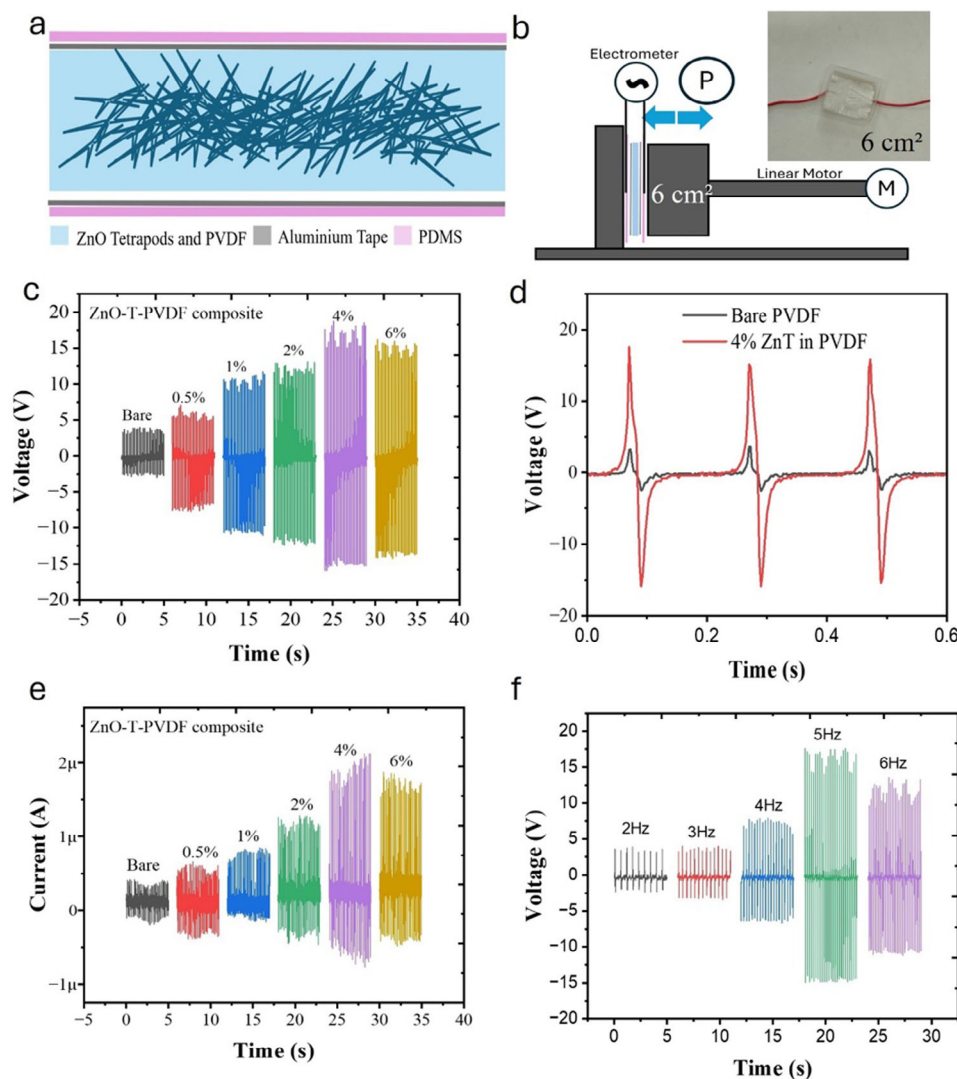 a
ZnO Tetrapods and PVDF Aluminium Tape PDMS
b
Electrometer
P
6 cm²
Linear Motor
M
6 cm²
c
ZnO-T-PVDF composite
Bare
0.5%
1%
2%
4%
6%
Voltage (V)
25
20
15
10
5
0
−5
−10
−15
−20
−5 0 5 10 15 20 25 30 35 40
Time (s)
d
Bare PVDF
4% ZnT in PVDF
Voltage (V)
20
10
0
−10
−20
0.0 0.2 0.4 0.6
Time (s)
e
ZnO-T-PVDF composite
Bare
0.5%
1%
2%
4%
6%
Current (A)
2µ
1µ
0
−1µ
−5 0 5 10 15 20 25 30 35 40
Time (s)
f
2Hz
3Hz
4Hz
5Hz
6Hz
Voltage (V)
20
15
10
5
0
−5
−10
−15
−20
0 5 10 15 20 25 30
Time (s)